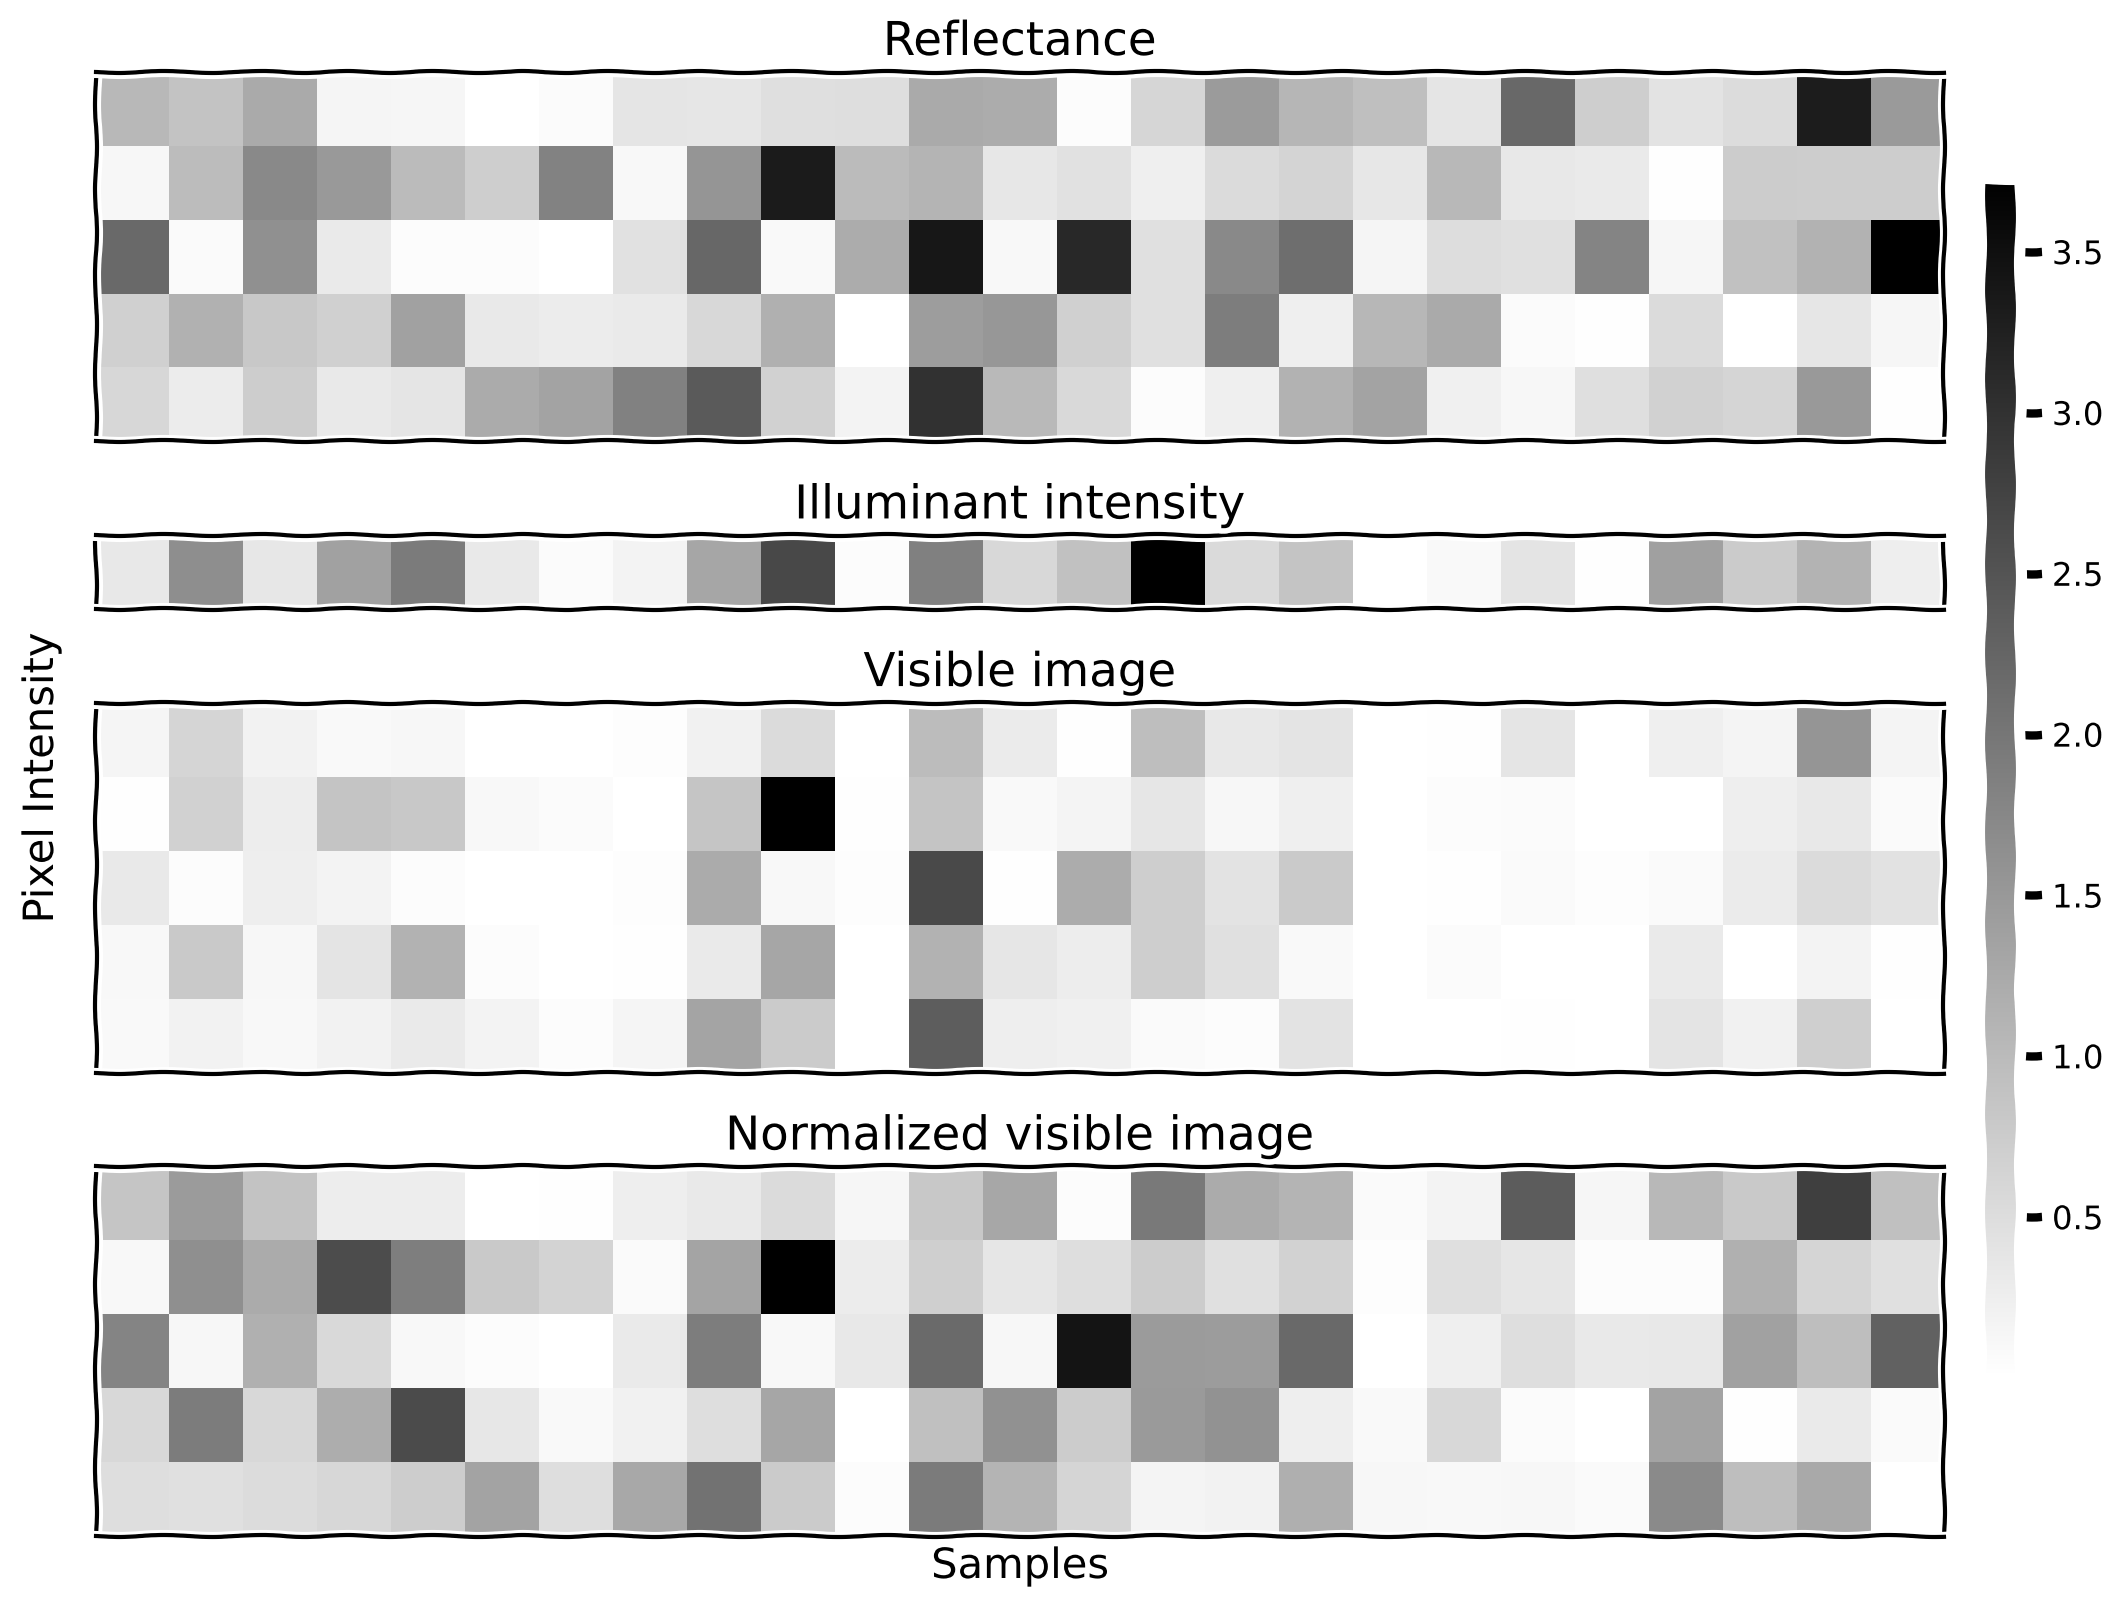 Reflectance
Illuminant intensity
Visible image
Normalized visible image
Pixel Intensity
Samples
3.5
3.0
2.5
2.0
1.5
1.0
0.5